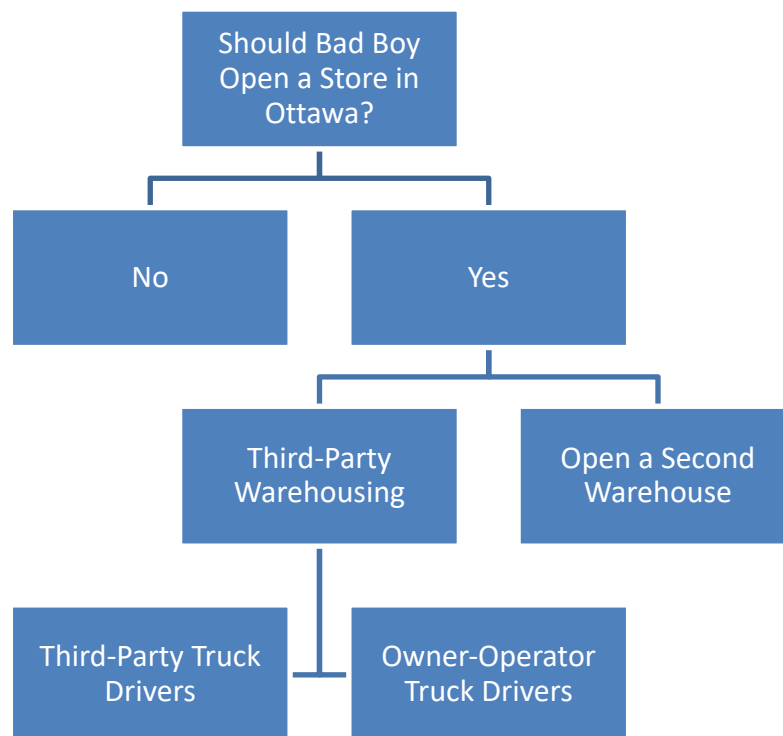 Should Bad Boy
Open a Store in
Ottawa?
No
Yes
Third-Party
Warehousing
Open a Second
Warehouse
Third-Party Truck
Drivers
Owner-Operator
Truck Drivers